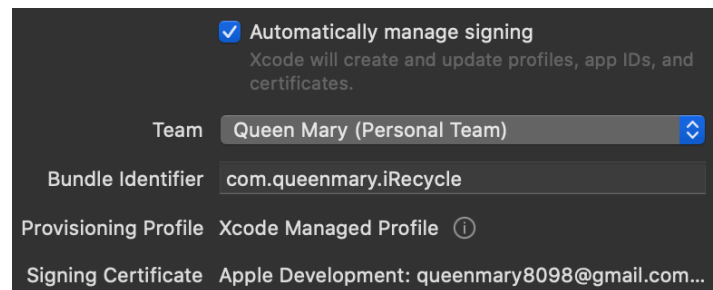 Automatically manage signing
Xcode will create and update profiles, app IDs, and
certificates.
Team Queen Mary (Personal Team)
Bundle Identifier com.queenmary.iRecycle
Provisioning Profile Xcode Managed Profile
Signing Certificate Apple Development: queenmary8098@gmail.com...